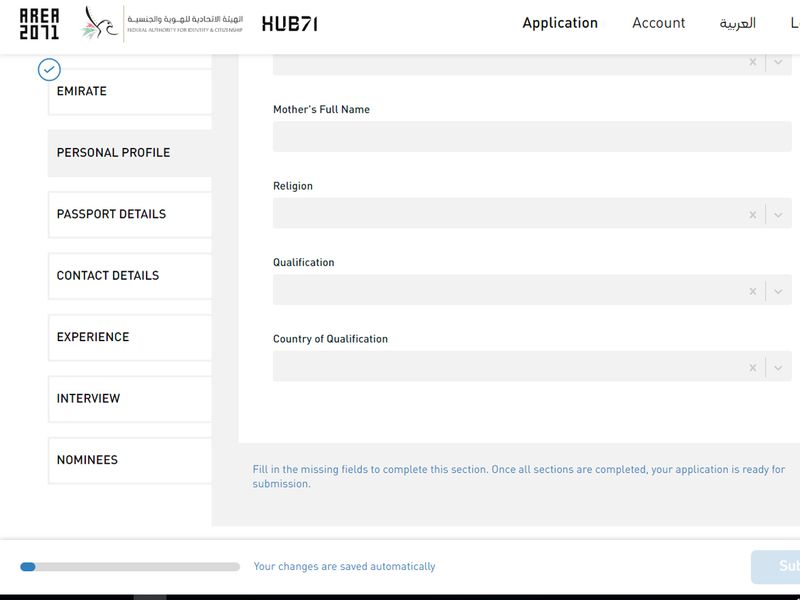 AREA
2071
الهيئة الاتحادية للهوية والجنسية
FEDERAL AUTHORITY FOR IDENTITY & CITIZENSHIP
HUB71
Application
Account
العربية
EMIRATE
PERSONAL PROFILE
PASSPORT DETAILS
CONTACT DETAILS
EXPERIENCE
INTERVIEW
NOMINEES
Mother's Full Name
Religion
Qualification
Country of Qualification
Fill in the missing fields to complete this section. Once all sections are completed, your application is ready for
submission.
Your changes are saved automatically